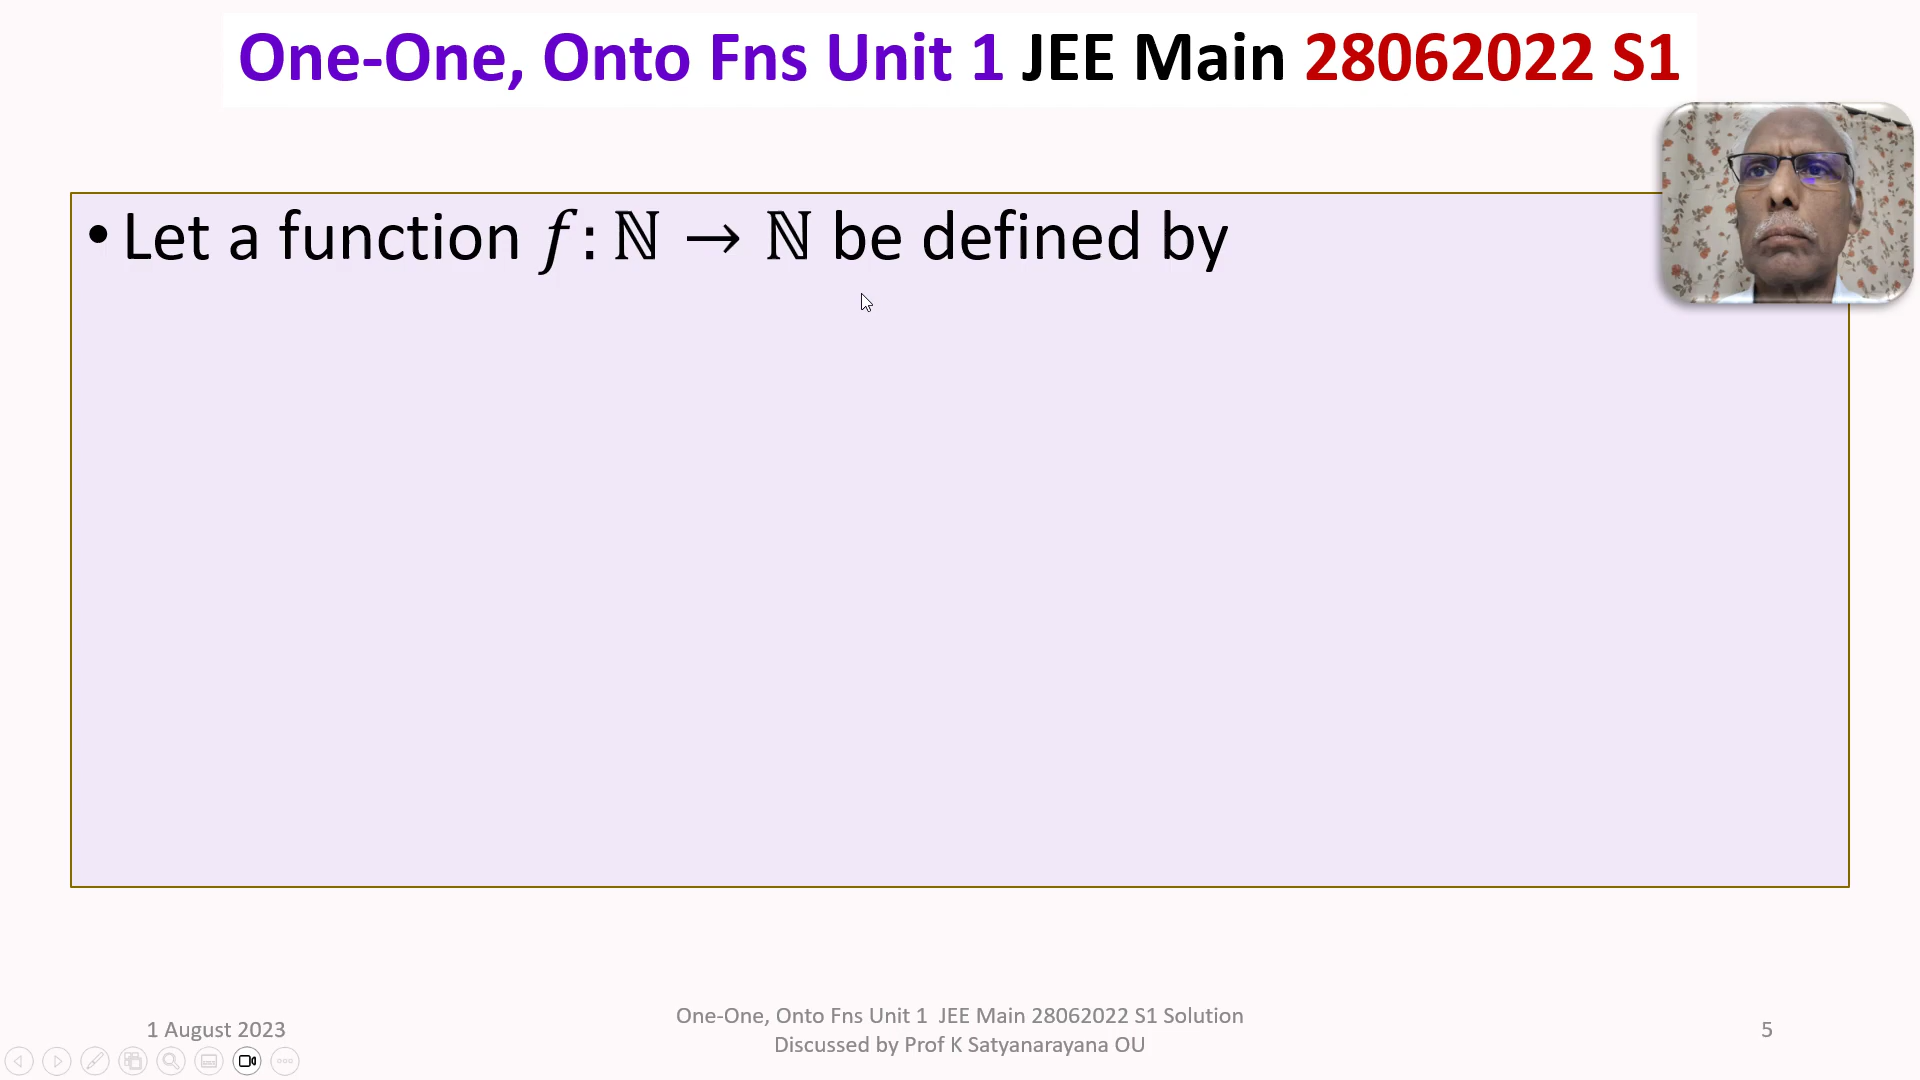 One-One, Onto Fns Unit 1 JEE Main 28062022 S1
• Let a function 𝑓: ℕ → ℕ be defined by
1 August 2023
One-One, Onto Fns Unit 1 JEE Main 28062022 S1 Solution
Discussed by Prof K Satyanarayana OU
5